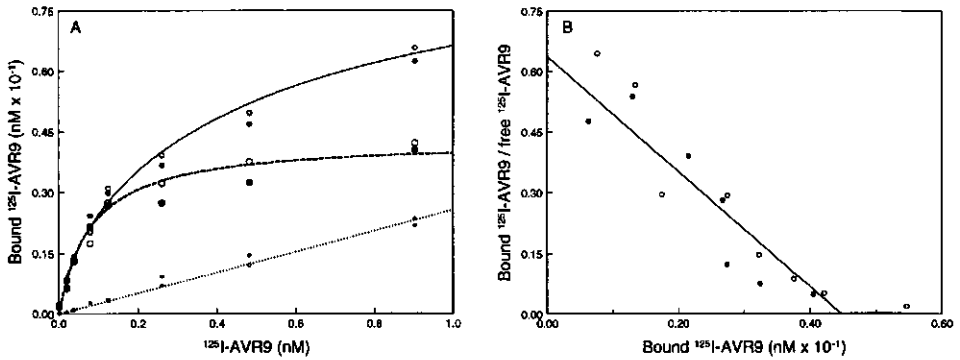 A
Bound ¹²⁵I-AVR9 (nM x 10⁻¹)
0.75
0.60
0.45
0.30
0.15
0.00
0.0 0.2 0.4 0.6 0.8 1.0
¹²⁵I-AVR9 (nM)
B
Bound ¹²⁵I-AVR9 / free ¹²⁵I-AVR9
0.75
0.60
0.45
0.30
0.15
0.00
0.00 0.20 0.40 0.60
Bound ¹²⁵I-AVR9 (nM x 10⁻¹)